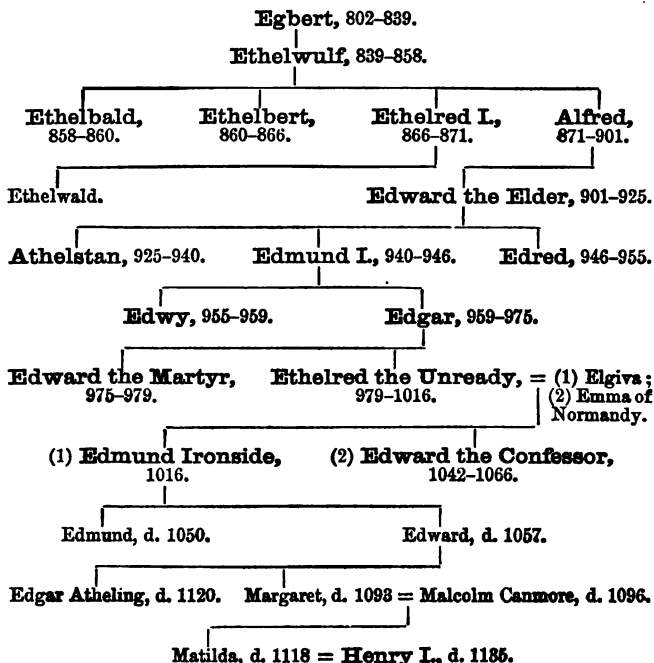 Egbert, 802–839.
Ethelwulf, 839–858.
Ethelbald, Ethelbert, Ethelred I., Alfred,
858–860. 860–866. 866–871. 871–901.
Ethelwald. Edward the Elder, 901–925.
Athelstan, 925–940. Edmund I., 940–946. Edred, 946–955.
Edwy, 955–959. Edgar, 959–975.
Edward the Martyr, Ethelred the Unready, = (1) Elgiva;
975–979. 979–1016. (2) Emma of
Normandy.
(1) Edmund Ironside, (2) Edward the Confessor,
1016. 1042–1066.
Edmund, d. 1050. Edward, d. 1057.
Edgar Atheling, d. 1120. Margaret, d. 1093 = Malcolm Canmore, d. 1096.
Matilda, d. 1118 = Henry I., d. 1135.